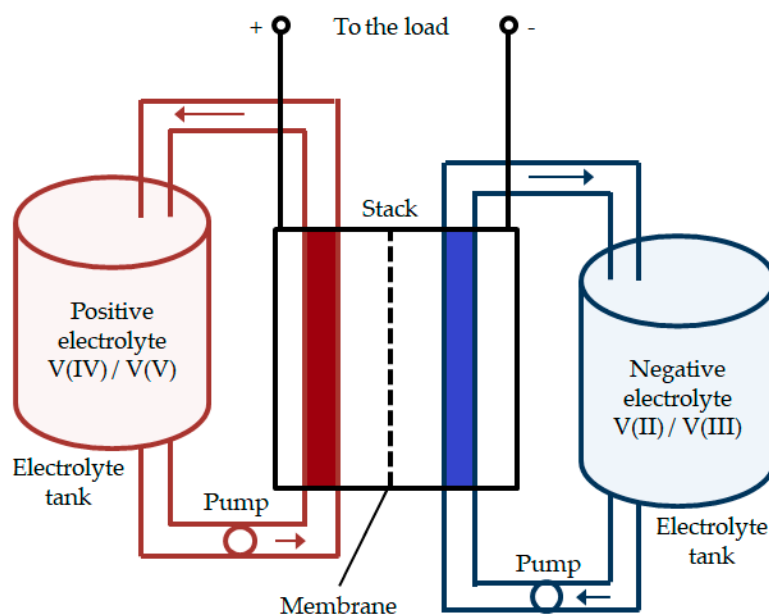 + To the load -
Stack
Positive
electrolyte
V(IV) / V(V)
Negative
electrolyte
V(II) / V(III)
Electrolyte
tank
Pump
Electrolyte
tank
Pump
Membrane